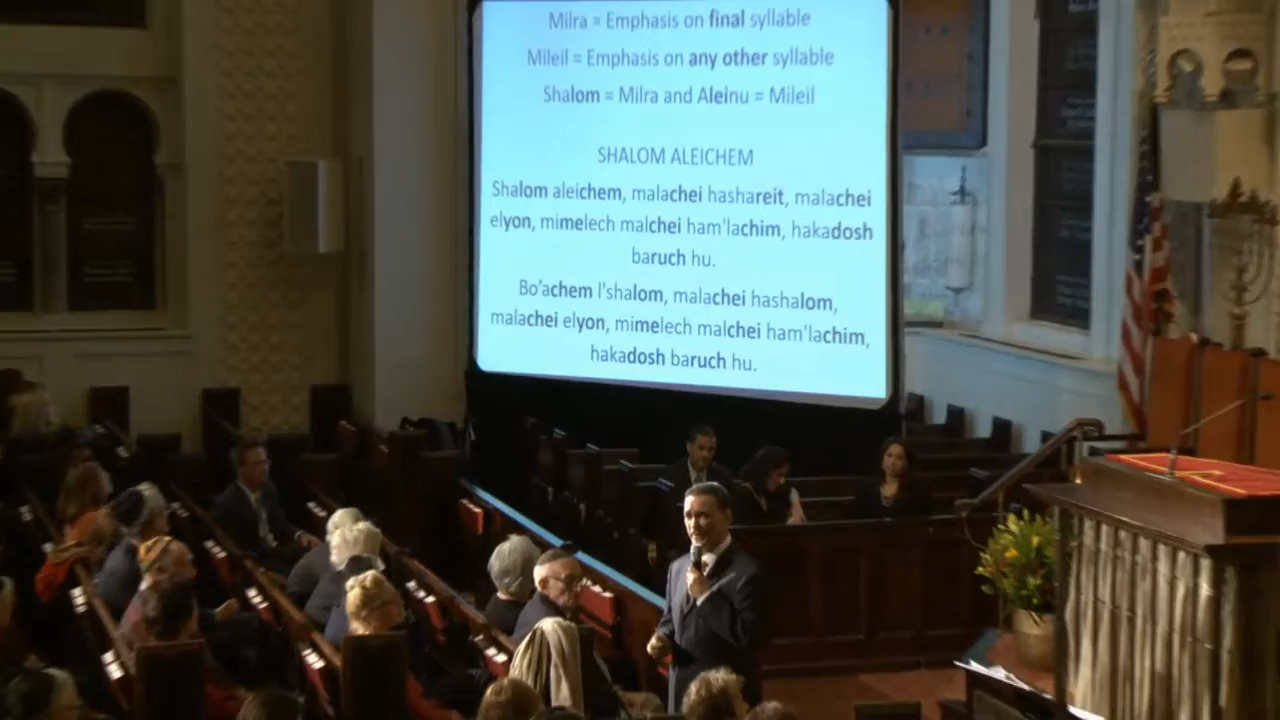 Milra = Emphasis on final syllable
Mileil = Emphasis on any other syllable
Shalom = Milra and Aleinu = Mileil
SHALOM ALEICHEM
Shalom aleichem, malachei hashareit, malachei
elyon, mimelech malchei ham'lachim, hakadosh
baruch hu.
Bo'achem l'shalom, malachei hashalom,
malachei elyon, mimelech malchei ham'lachim,
hakadosh baruch hu.